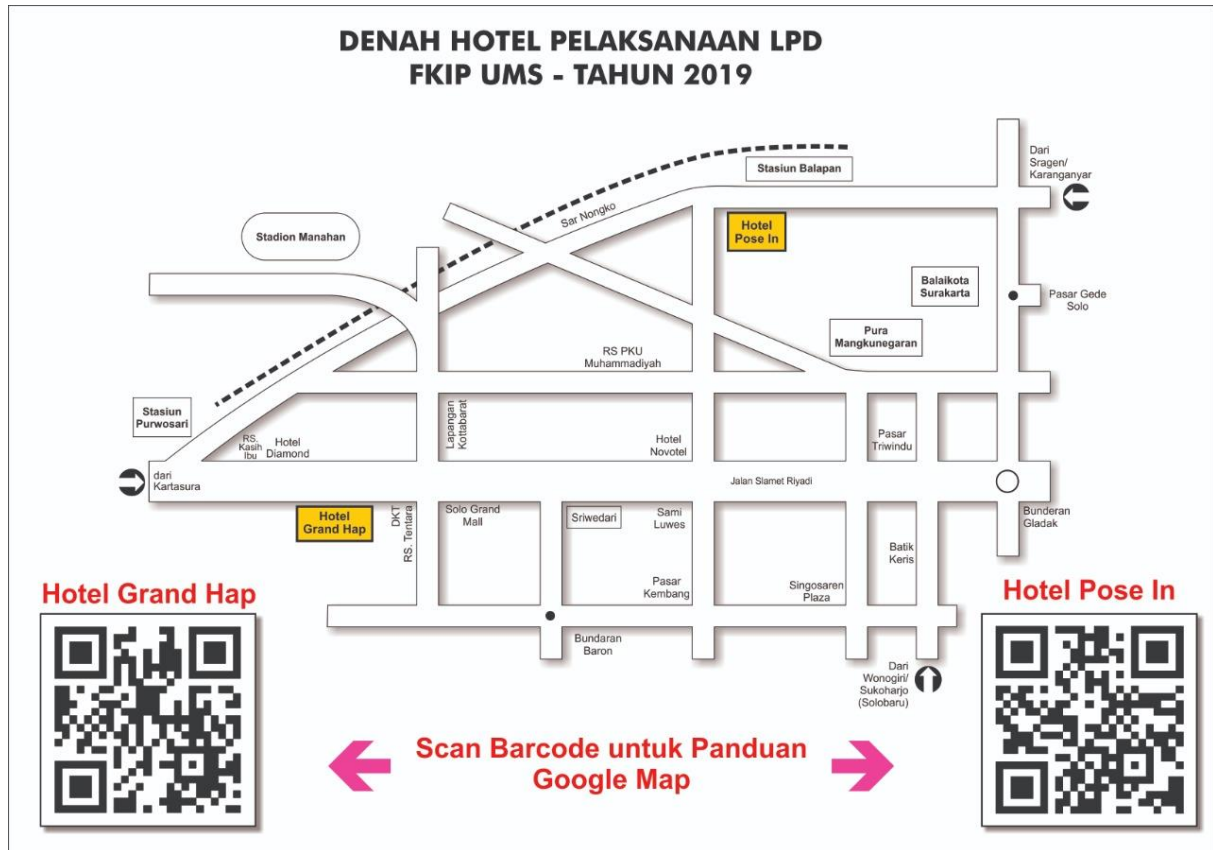 DENAH HOTEL PELAKSANAAN LPD
FKIP UMS - TAHUN 2019
Dari
Sragen/
Karanganyar
Stasiun Balapan
Sar Nongko
Hotel
Pose In
Stadion Manahan
Balaikota
Surakarta
Pasar Gede
Solo
Pura
Mangkunegaran
RS PKU
Muhammadiyah
Stasiun
Purwosari
RS.
Kasih
Ibu
Hotel
Diamond
Lapangan
Kottabarat
Hotel
Novotel
Pasar
Triwindu
dari
Kartasura
Jalan Slamet Riyadi
Hotel
Grand Hap
DKT
RS. Tentara
Solo Grand
Mall
Sriwedari
Sami
Luwes
Bunderan
Gladak
Batik
Keris
Pasar
Kembang
Singosaren
Plaza
Hotel Grand Hap
Hotel Pose In
Bundaran
Baron
Dari
Wonogiri/
Sukoharjo
(Solobaru)
Scan Barcode untuk Panduan
Google Map